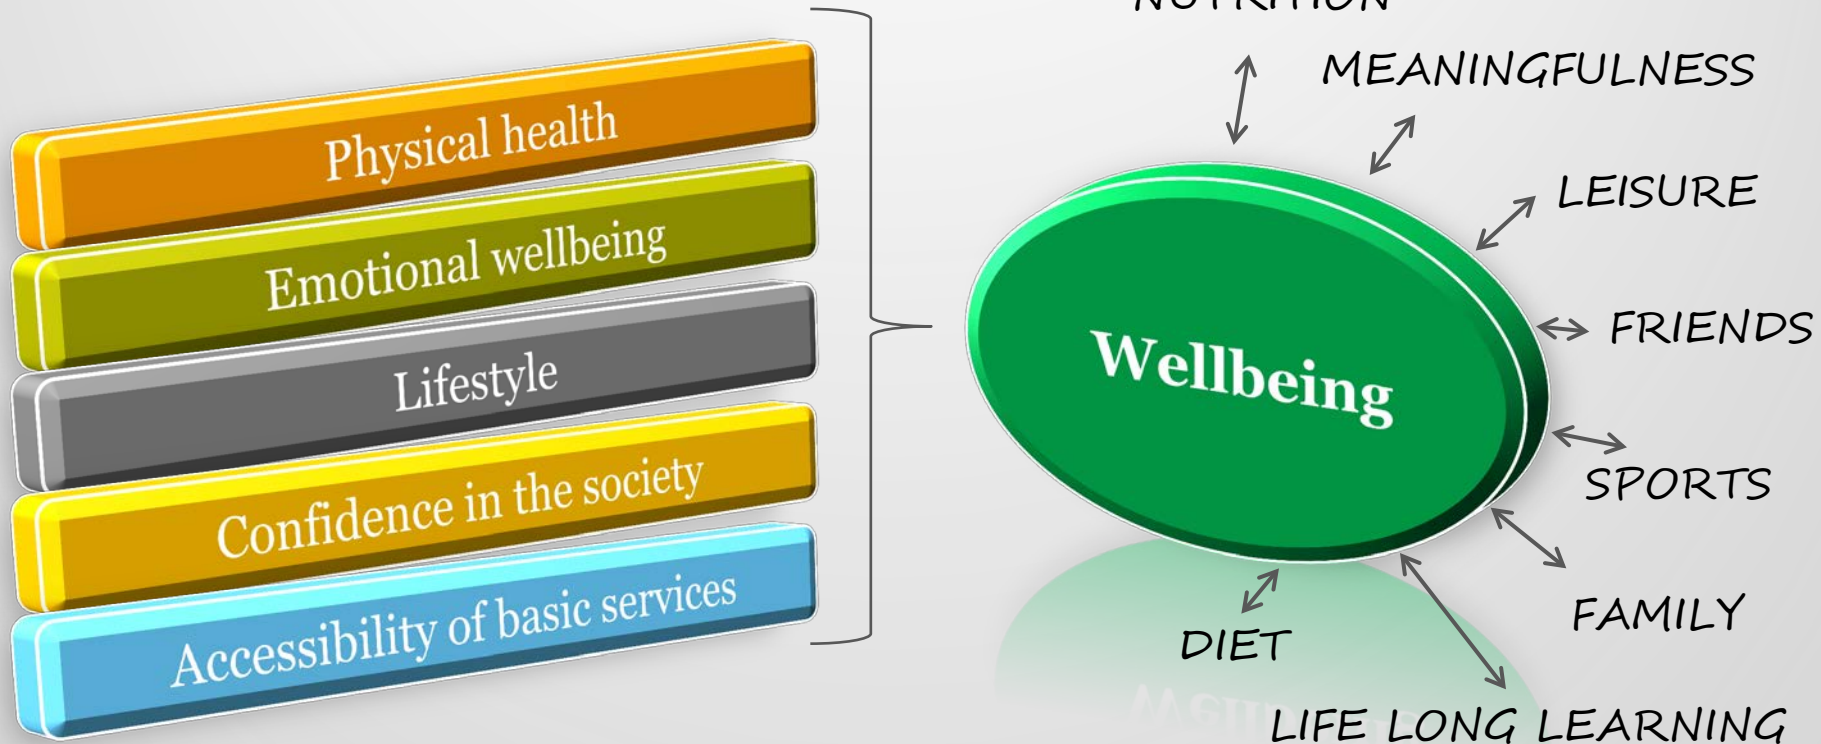 Physical health
Emotional wellbeing
Lifestyle
Confidence in the society
Accessibility of basic services
Wellbeing
NUTRITION
MEANINGFULNESS
LEISURE
FRIENDS
SPORTS
FAMILY
LIFE LONG LEARNING
DIET